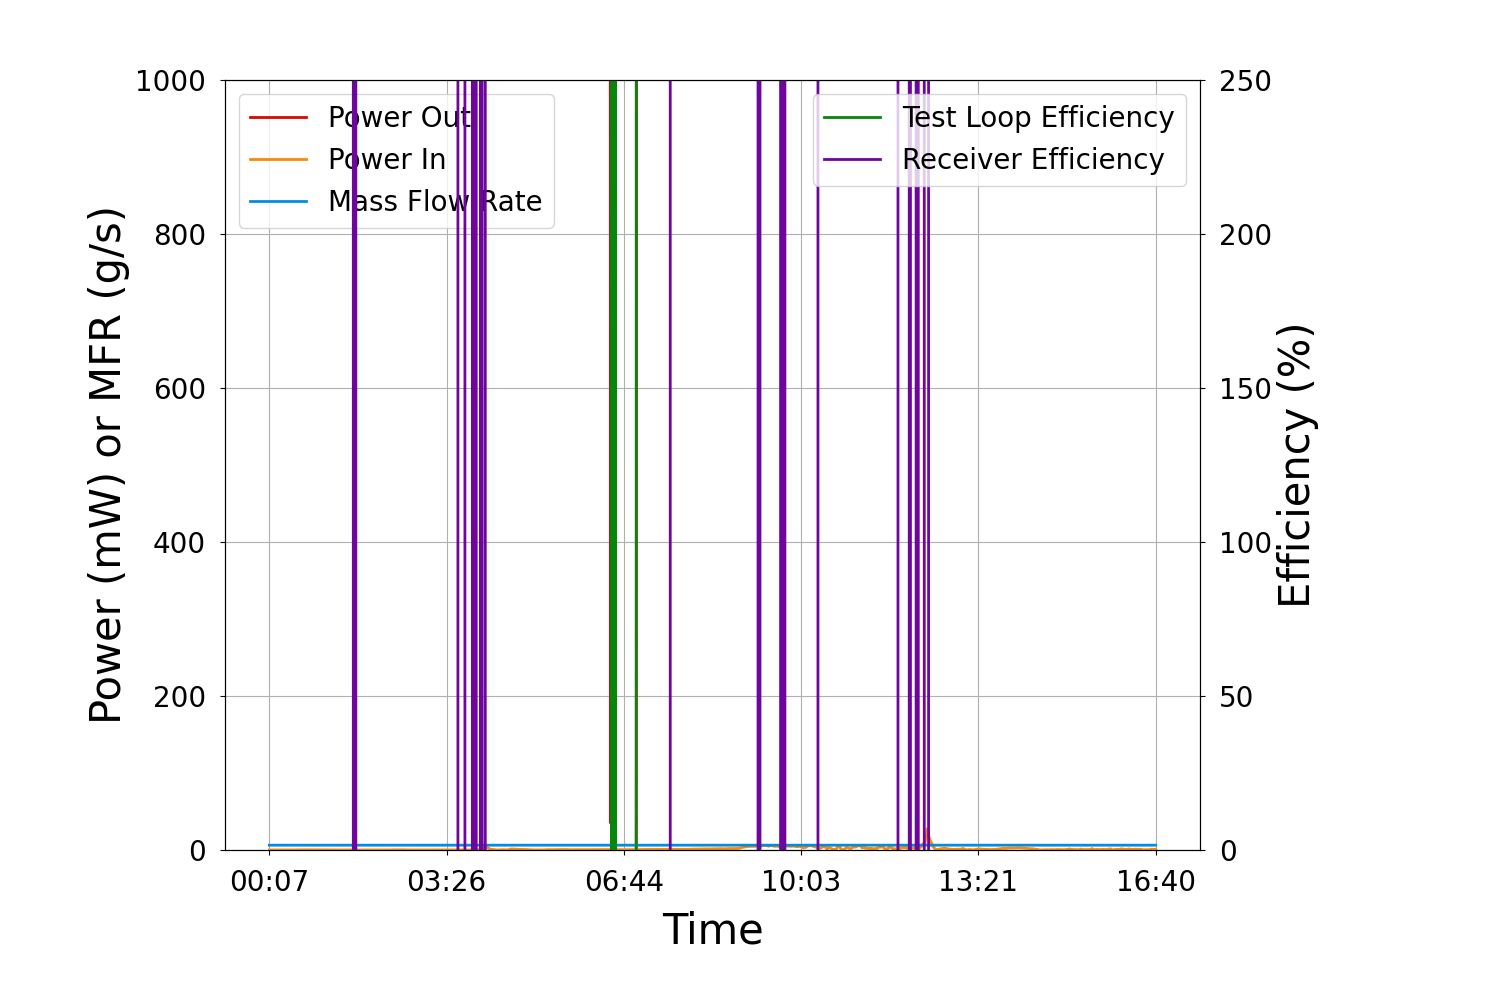 1000
800
600
400
200
0
Power (mW) or MFR (g/s)
Power Out
Power In
Mass Flow Rate
Test Loop Efficiency
Receiver Efficiency
250
200
150
100
50
0
Efficiency (%)
00:07 03:26 06:44 10:03 13:21 16:40
Time